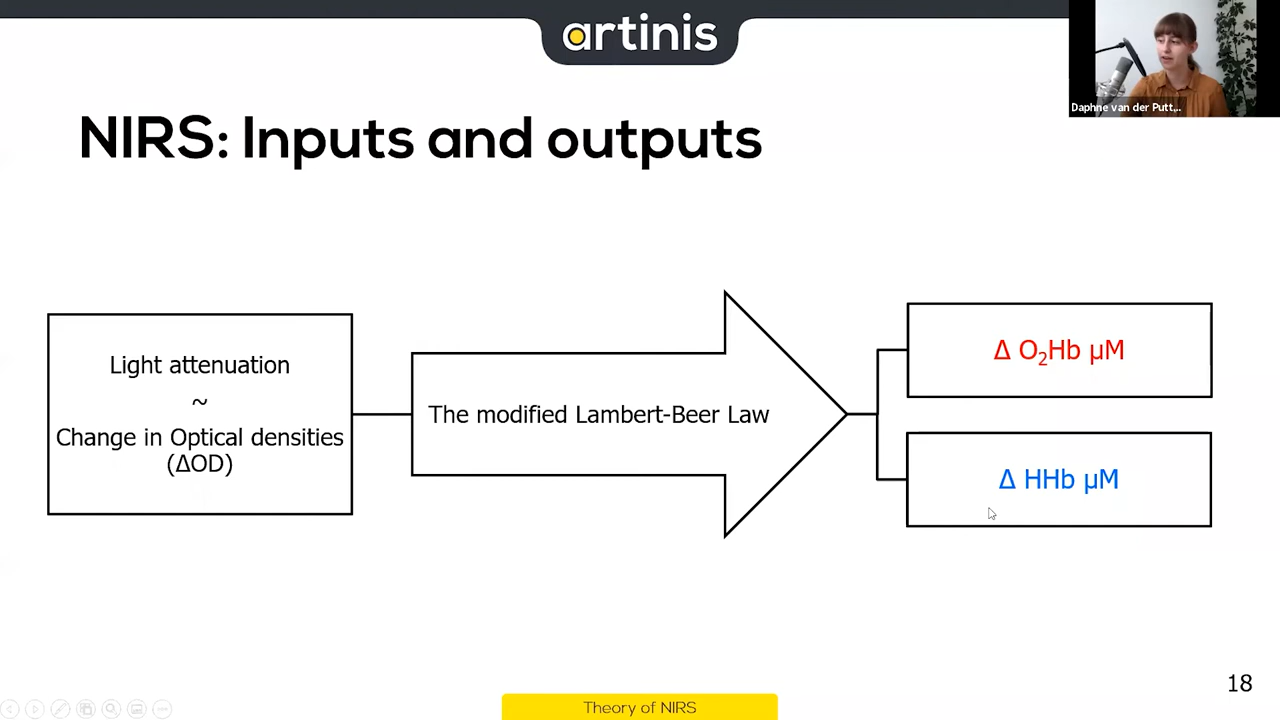 artinis
Daphne van der Putt...
NIRS: Inputs and outputs
Light attenuation
~
Change in Optical densities
(ΔOD)
The modified Lambert-Beer Law
Δ O₂Hb μM
Δ HHb μM
18
Theory of NIRS